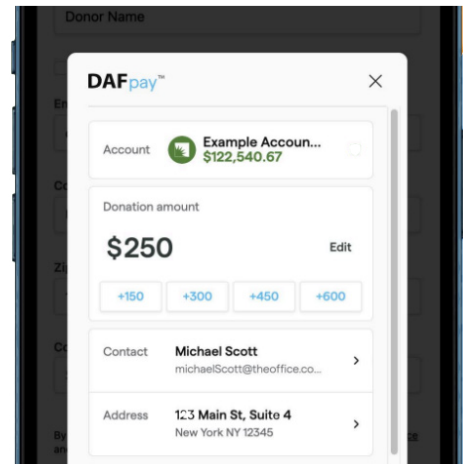 Donor Name
DAFpay™
Account
Example Accoun...
$122,540.67
Donation amount
$250
Edit
+150
+300
+450
+600
Contact
Michael Scott
michaelScott@theoffice.co...
Address
123 Main St, Suite 4
New York NY 12345